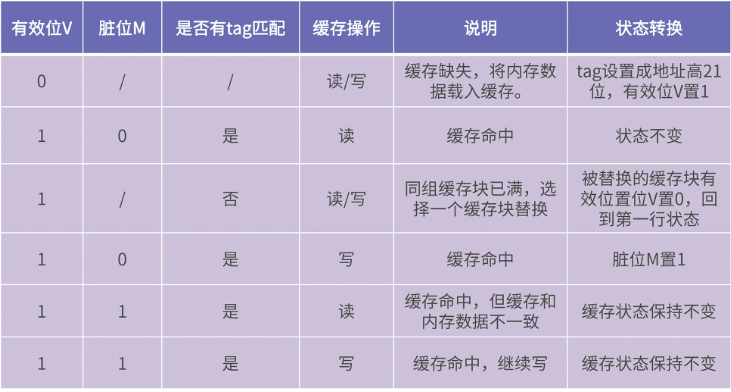 有效位V 脏位M 是否有tag匹配 缓存操作 说明 状态转换
0 / / 读/写 缓存缺失，将内存数 tag设置成地址高21
据载入缓存。 位，有效位V置1
1 0 是 读 缓存命中 状态不变
1 / 否 读/写 同组缓存块已满，选 被替换的缓存块有
择一个缓存块替换 效位置位V置0，回
到第一行状态
1 0 是 写 缓存命中 脏位M置1
1 1 是 读 缓存命中，但缓存和 缓存状态保持不变
内存数据不一致
1 1 是 写 缓存命中，继续写 缓存状态保持不变